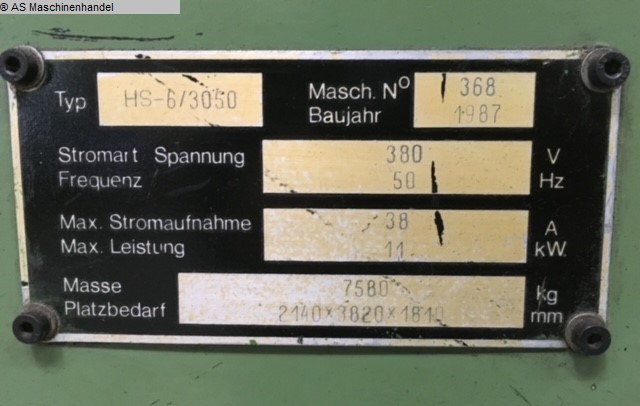 © AS Maschinenhandel
Typ HS-6/3050 Masch. Nº 368
Baujahr 1987
Stromart Spannung 380 V
Frequenz 50 Hz
Max. Stromaufnahme 38 A
Max. Leistung 11 kW
Masse 7580 kg
Platzbedarf 2140×3820×1810 mm